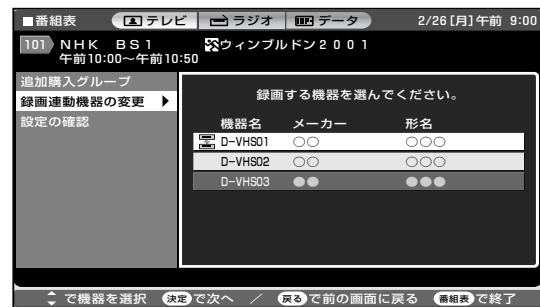 ■番組表 テレビ ラジオ データ 2/26[月]午前 9:00
101 NHK BS1 ウィンブルドン2001
午前10:00～午前10:50
追加購入グループ
録画連動機器の変更 ▶
設定の確認
録画する機器を選んでください。
機器名 メーカー 形名
D-VHS01 ○○ ○○○
D-VHS02 ○○ ○○○
D-VHS03 ●● ●●●
で機器を選択 決定で次へ ／ 戻るで前の画面に戻る 番組表で終了